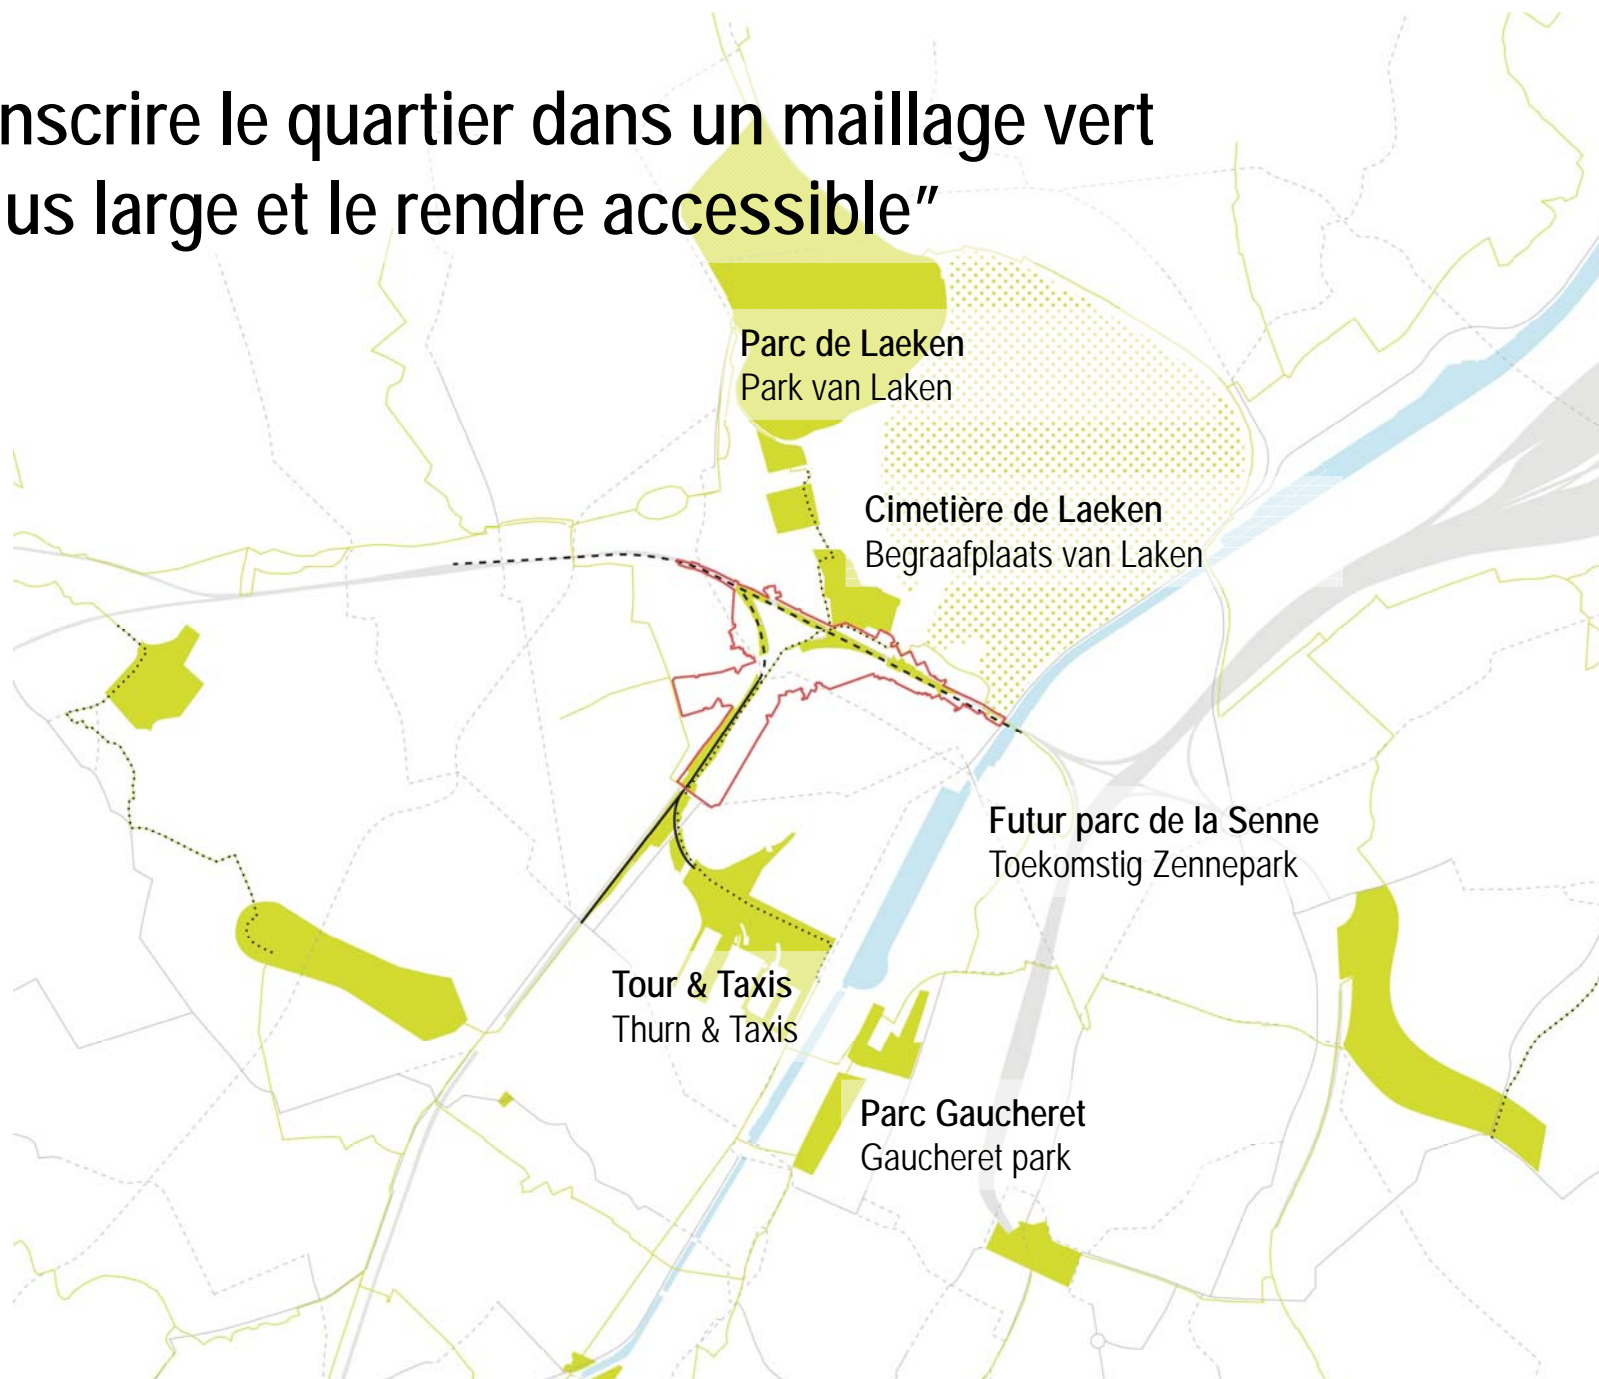 nscrire le quartier dans un maillage vert
us large et le rendre accessible”
Parc de Laeken
Park van Laken
Cimetière de Laeken
Begraafplaats van Laken
Futur parc de la Senne
Toekomstig Zennepark
Tour & Taxis
Thurn & Taxis
Parc Gaucheret
Gaucheret park